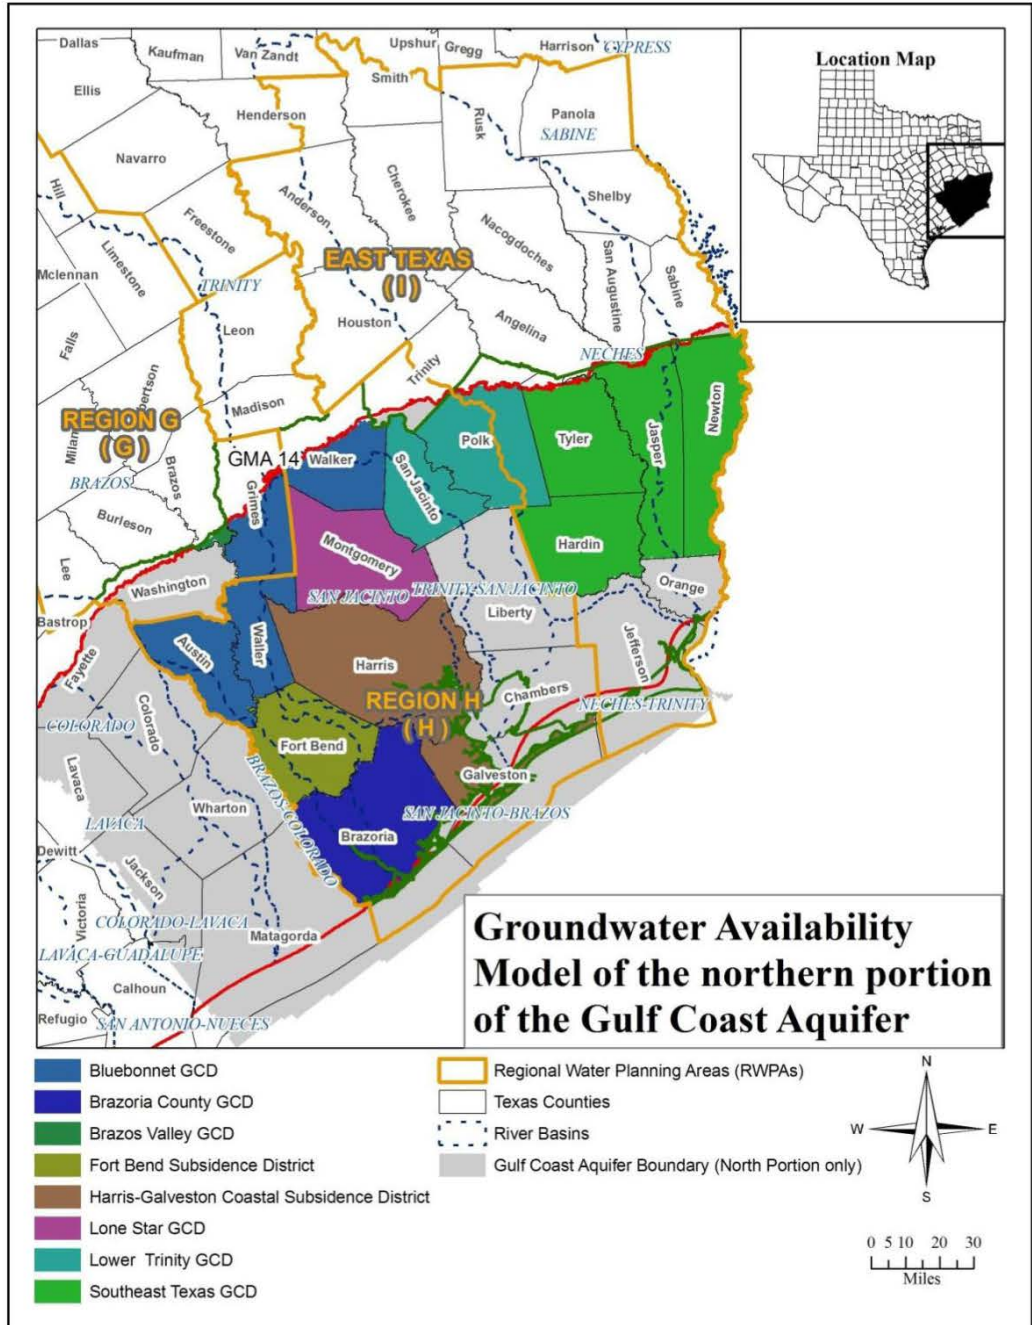 Dallas
Kaufman
Van Zandt
Upshur
Gregg
Harrison
CYPRESS
Smith
Ellis
Henderson
Rusk
Panola
SABINE
Navarro
Hill
Anderson
Cherokee
Shelby
Freestone
Nacogdoches
Limestone
EAST TEXAS
( I )
San Augustine
Sabine
Mclennan
TRINITY
Leon
Houston
Angelina
Falls
Trinity
NECHES
Madison
REGION G
( G )
Milam
bertson
Brazos
BRAZOS
Burleson
Lee
GMA 14
Walker
Grimes
San Jacinto
Polk
Tyler
Jasper
Newton
Montgomery
Hardin
Washington
SAN JACINTO
TRINITY-SAN JACINTO
Orange
Liberty
Bastrop
Fayette
Austin
Waller
Harris
Jefferson
Chambers
REGION H
( H )
NECHES-TRINITY
COLORADO
Colorado
Fort Bend
Galveston
Lavaca
BRAZOS-COLORADO
Wharton
SAN JACINTO-BRAZOS
LAVACA
Brazoria
Dewitt
Jackson
Victoria
COLORADO-LAVACA
Matagorda
LAVACA-GUADALUPE
Calhoun
Refugio
SAN ANTONIO-NUECES
Location Map
Groundwater Availability
Model of the northern portion
of the Gulf Coast Aquifer
Bluebonnet GCD
Brazoria County GCD
Brazos Valley GCD
Fort Bend Subsidence District
Harris-Galveston Coastal Subsidence District
Lone Star GCD
Lower Trinity GCD
Southeast Texas GCD
Regional Water Planning Areas (RWPAs)
Texas Counties
River Basins
Gulf Coast Aquifer Boundary (North Portion only)
N
W
E
S
0 5 10 20 30
Miles